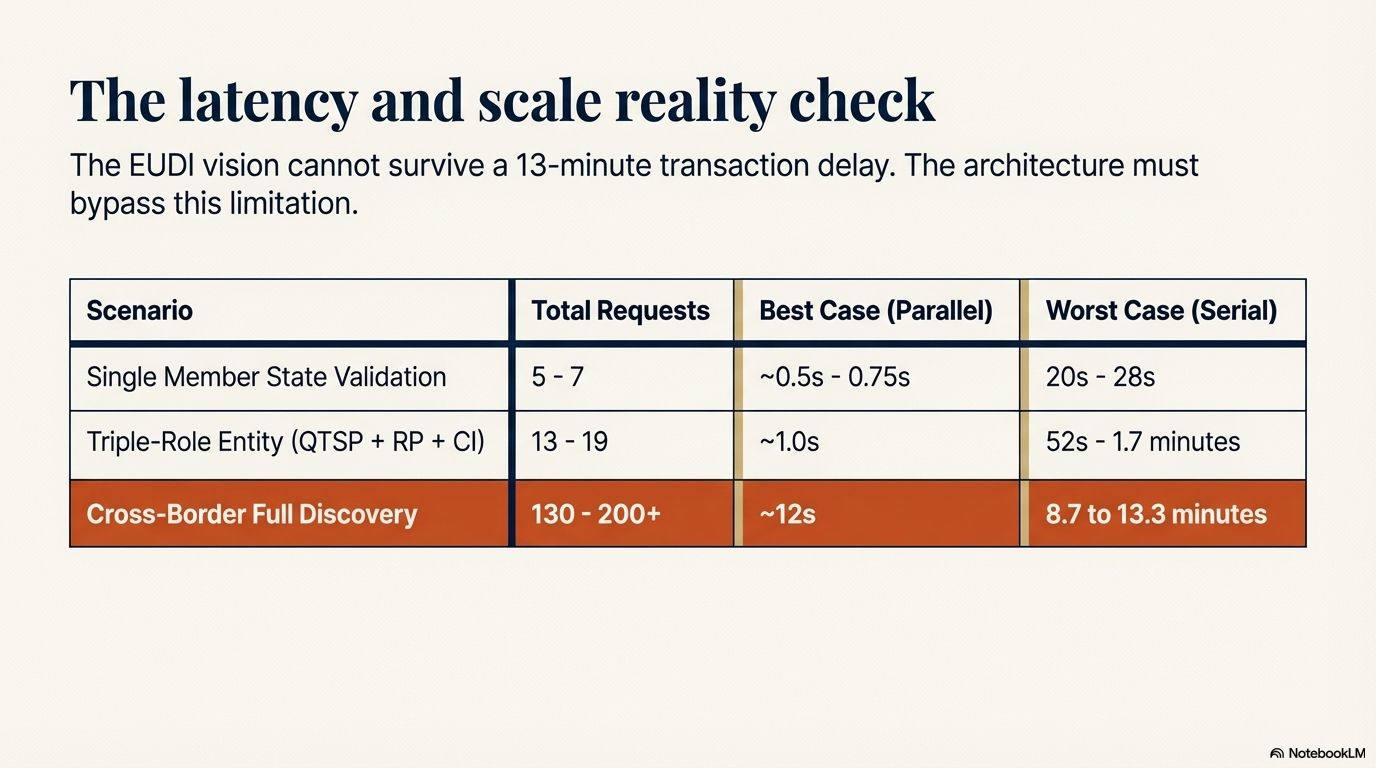 The latency and scale reality check
The EUDI vision cannot survive a 13-minute transaction delay. The architecture must
bypass this limitation.
Scenario Total Requests Best Case (Parallel) Worst Case (Serial)
Single Member State Validation 5 - 7 ~0.5s - 0.75s 20s - 28s
Triple-Role Entity (QTSP + RP + CI) 13 - 19 ~1.0s 52s - 1.7 minutes
Cross-Border Full Discovery 130 - 200+ ~12s 8.7 to 13.3 minutes
NotebookLM